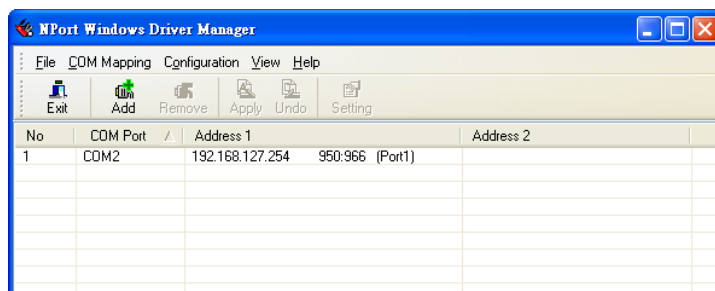 NPort Windows Driver Manager
File COM Mapping Configuration View Help
Exit Add Remove Apply Undo Setting
No COM Port Address 1 Address 2
1 COM2 192.168.127.254 950:966 (Port1)